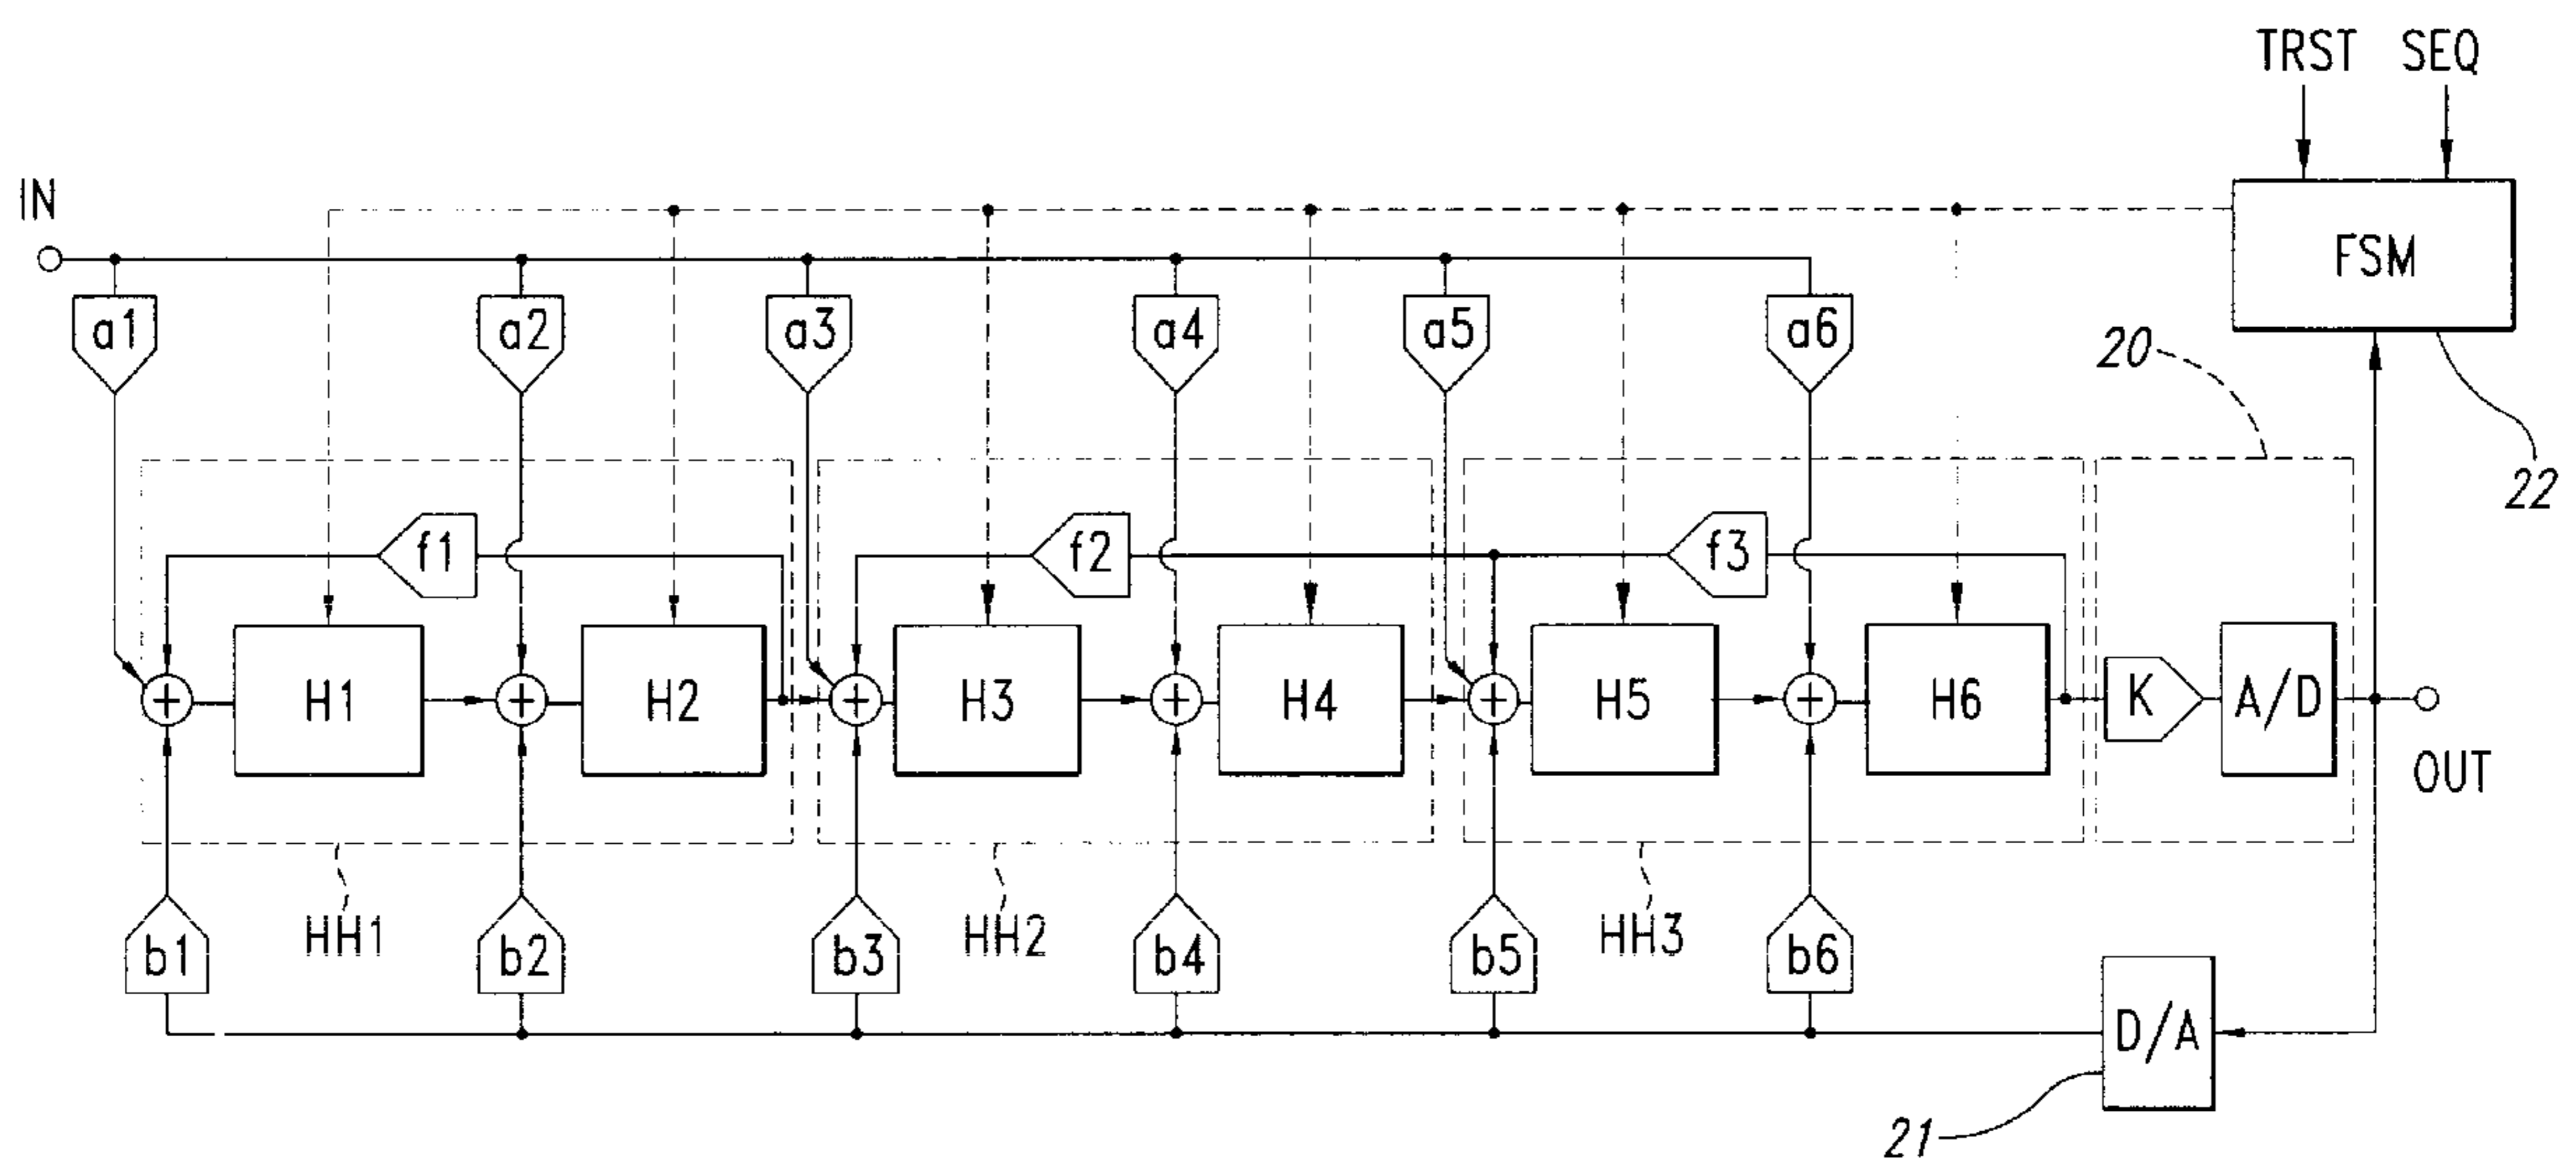 TRST SEQ
IN
FSM
a1 a2 a3 a4 a5 a6
20
22
f1 f2 f3
H1 H2 H3 H4 H5 H6 K A/D
OUT
HH1 HH2 HH3
b1 b2 b3 b4 b5 b6
D/A
21